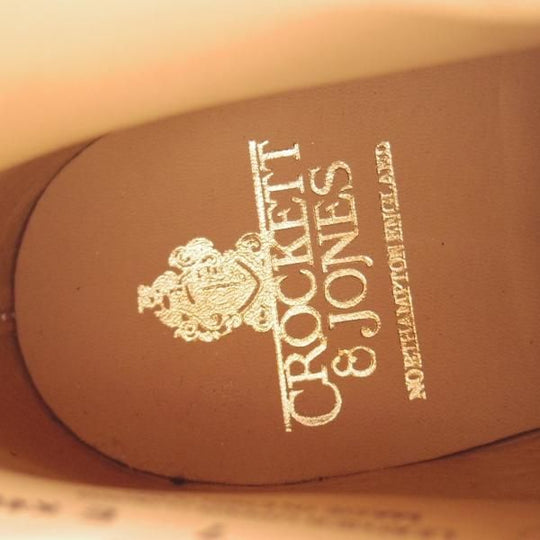 CROCKETT
& JONES
NORTHAMPTON ENGLAND